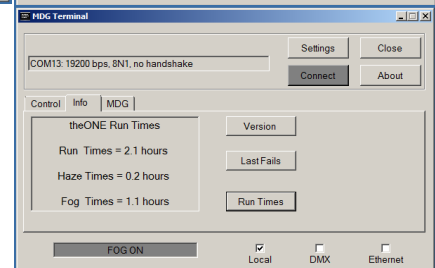 MDG Terminal
Settings Close
COM13: 19200 bps, 8N1, no handshake
Connect About
Control Info MDG
theONE Run Times
Run Times = 2.1 hours
Haze Times = 0.2 hours
Fog Times = 1.1 hours
Version
Last Fails
Run Times
FOG ON
Local DMX Ethernet